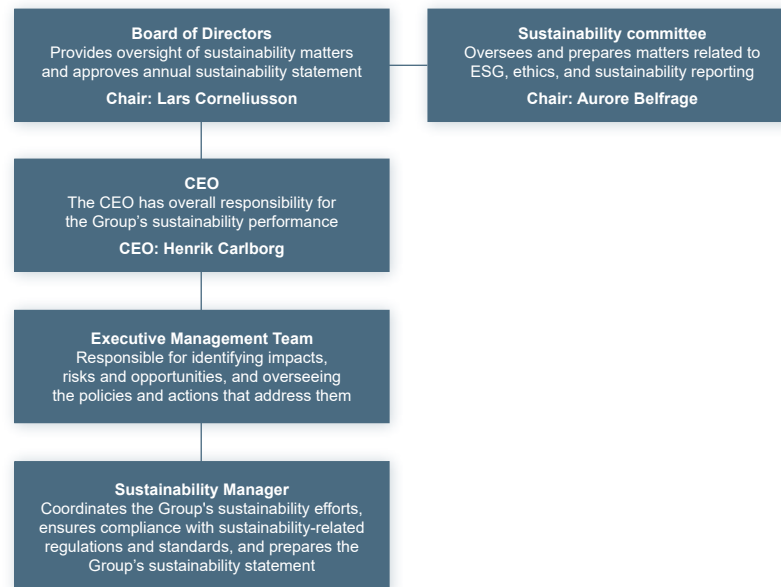 Board of Directors
Provides oversight of sustainability matters
and approves annual sustainability statement
Chair: Lars Corneliusson
Sustainability committee
Oversees and prepares matters related to
ESG, ethics, and sustainability reporting
Chair: Aurore Belfrage
CEO
The CEO has overall responsibility for
the Group’s sustainability performance
CEO: Henrik Carlborg
Executive Management Team
Responsible for identifying impacts,
risks and opportunities, and overseeing
the policies and actions that address them
Sustainability Manager
Coordinates the Group's sustainability efforts,
ensures compliance with sustainability-related
regulations and standards, and prepares the
Group’s sustainability statement